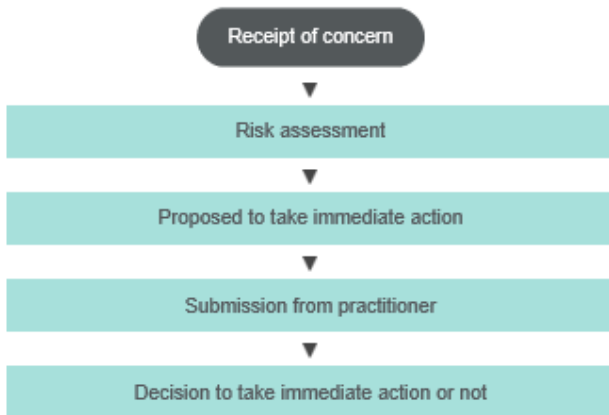 Receipt of concern
Risk assessment
Proposed to take immediate action
Submission from practitioner
Decision to take immediate action or not